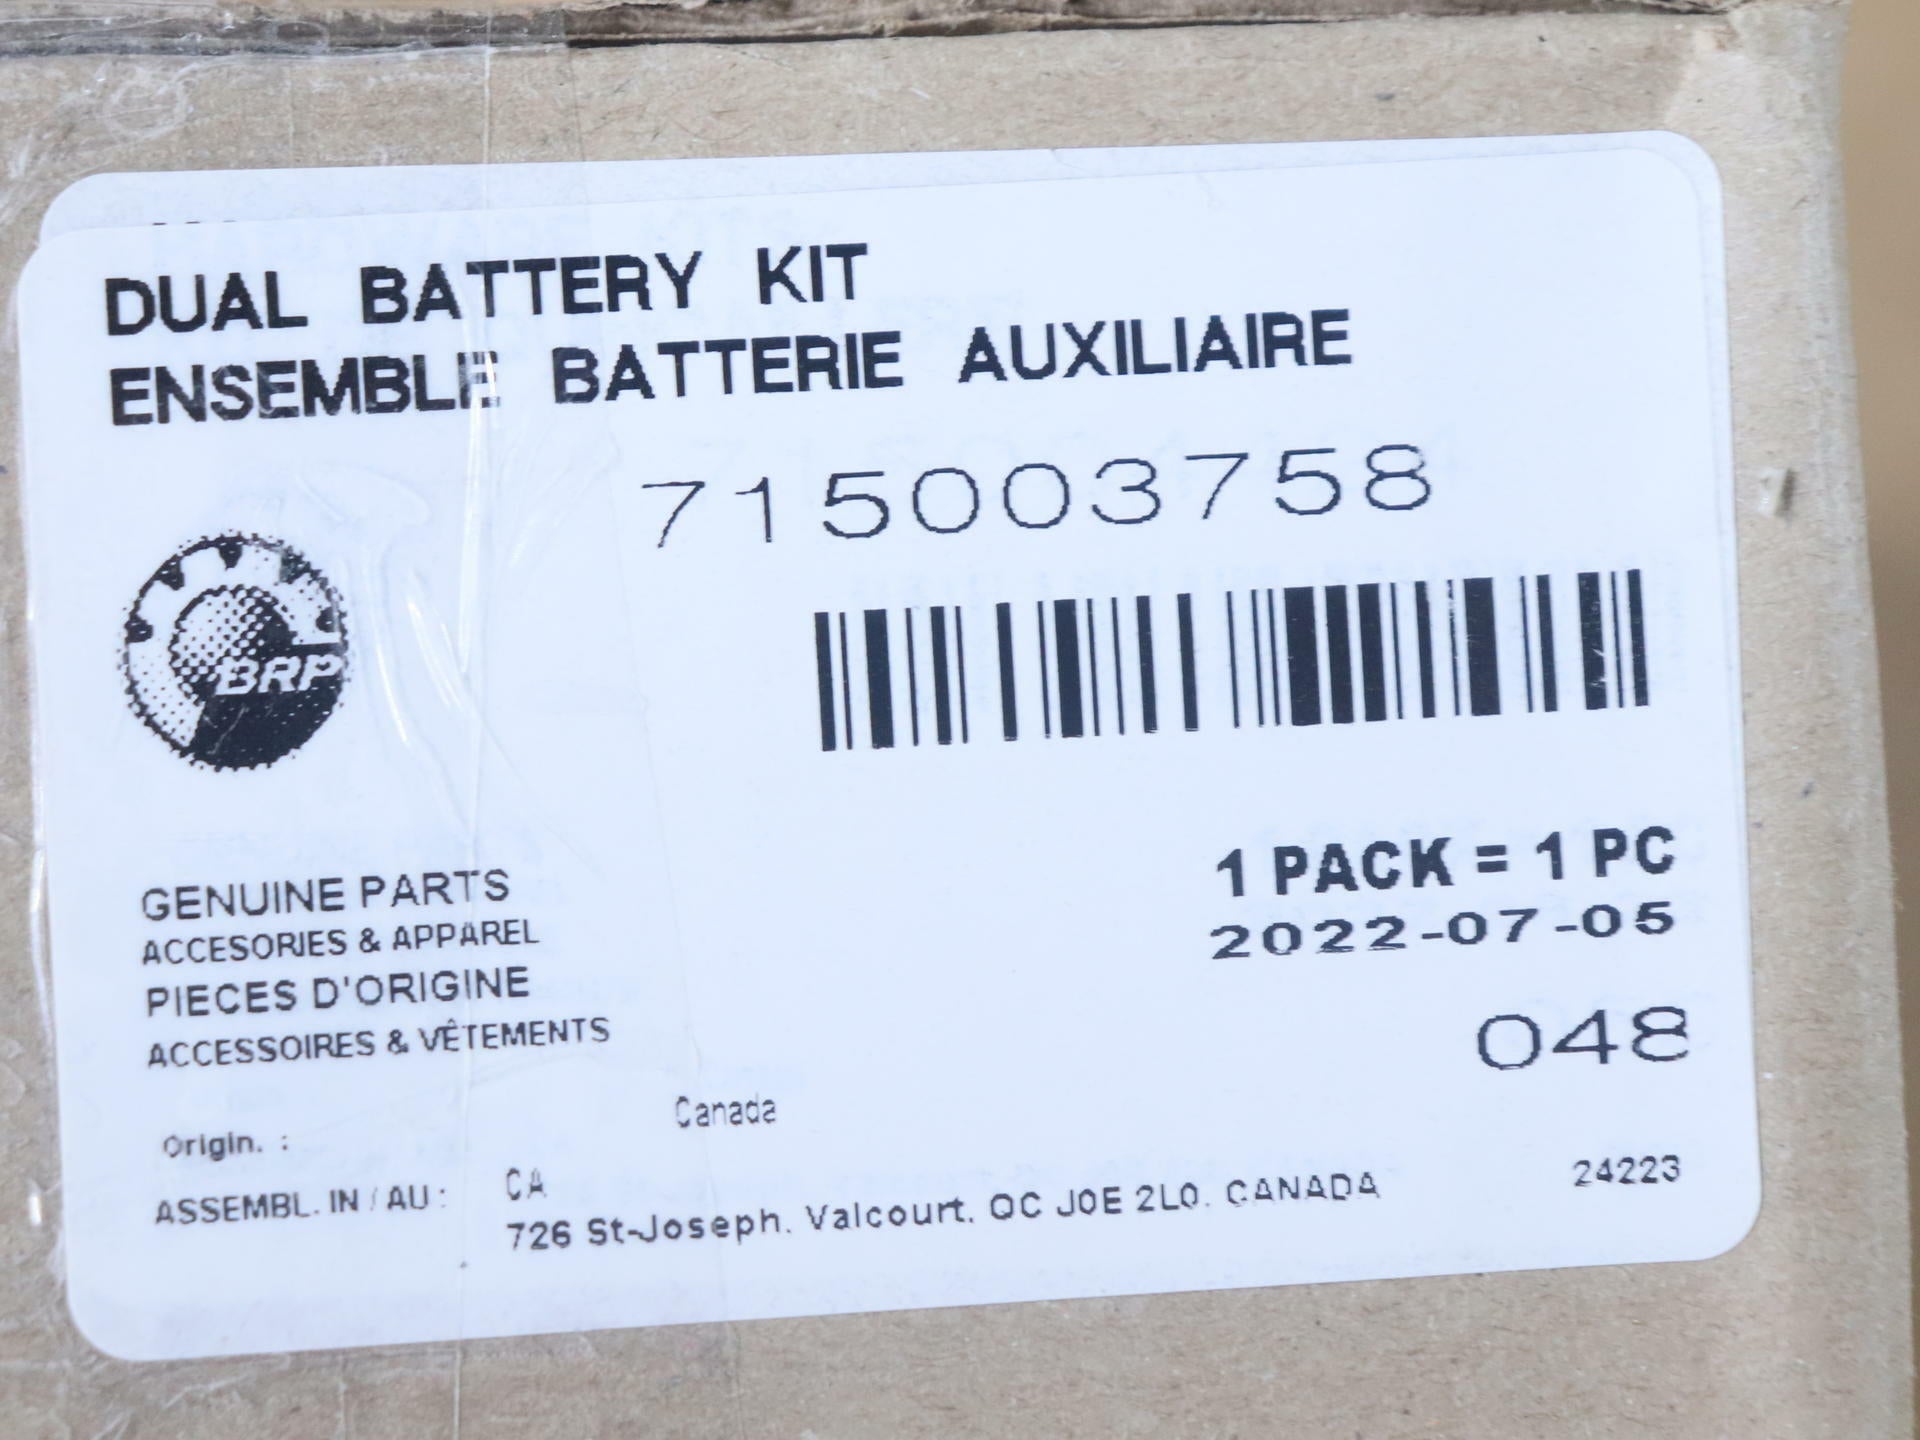 DUAL BATTERY KIT
ENSEMBLE BATTERIE AUXILIAIRE
715003758
BRP
1 PACK = 1 PC
2022-07-05
048
GENUINE PARTS
ACCESORIES & APPAREL
PIECES D'ORIGINE
ACCESSOIRES & VÊTEMENTS
Origin. : Canada
ASSEMBL. IN / AU : CA
726 St-Joseph. Valcourt. QC J0E 2L0. CANADA
24223